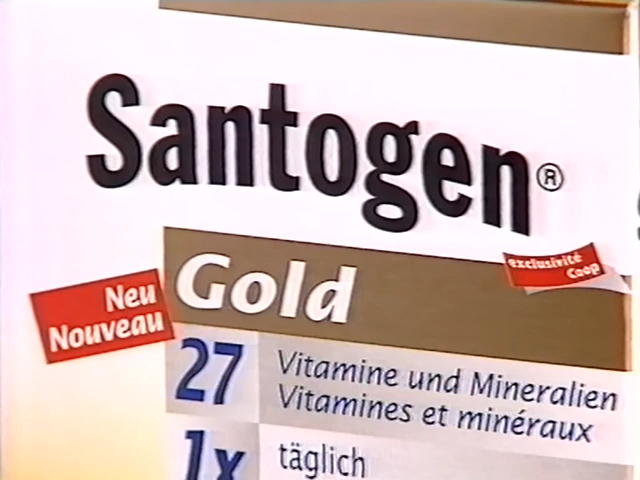 Santogen®
exclusivité
Coop
Gold
Neu
Nouveau
27 Vitamine und Mineralien
Vitamines et minéraux
1x täglich